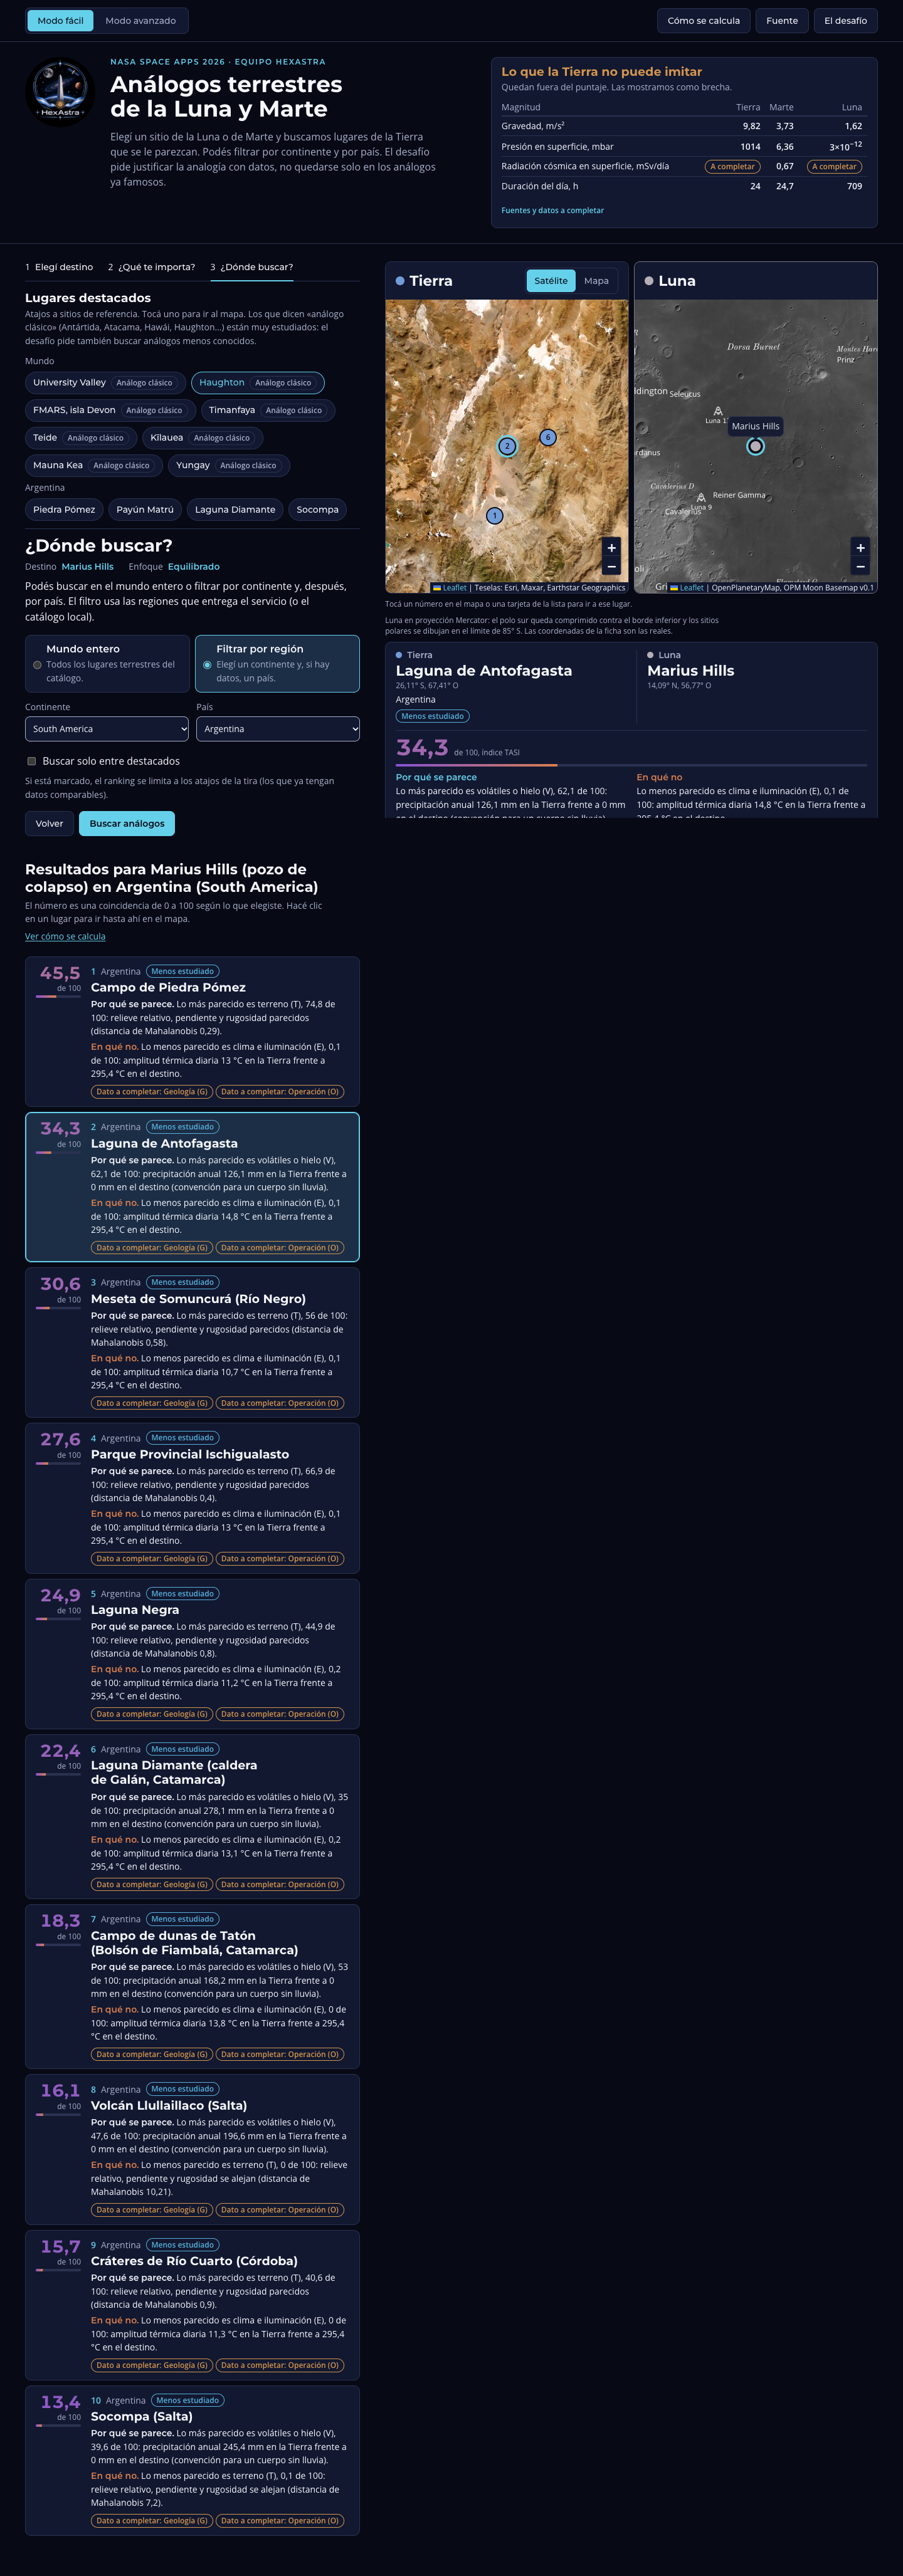 Modo fácil
Modo avanzado
Cómo se calcula
Fuente
El desafío
HexAstra
NASA SPACE APPS 2026 · EQUIPO HEXASTRA
Análogos terrestres
de la Luna y Marte
Elegí un sitio de la Luna o de Marte y buscamos lugares de la Tierra
que se le parezcan. Podés filtrar por continente y por país. El desafío
pide justificar la analogía con datos, no quedarse solo en los análogos
ya famosos.
Lo que la Tierra no puede imitar
Quedan fuera del puntaje. Las mostramos como brecha.
Magnitud Tierra Marte Luna
Gravedad, m/s² 9,82 3,73 1,62
Presión en superficie, mbar 1014 6,36 3×10⁻¹²
Radiación cósmica en superficie, mSv/día A completar 0,67 A completar
Duración del día, h 24 24,7 709
Fuentes y datos a completar
1 Elegí destino
2 ¿Qué te importa?
3 ¿Dónde buscar?
Lugares destacados
Atajos a sitios de referencia. Tocá uno para ir al mapa. Los que dicen «análogo
clásico» (Antártida, Atacama, Hawái, Haughton...) están muy estudiados: el
desafío pide también buscar análogos menos conocidos.
Mundo
University Valley Análogo clásico
Haughton Análogo clásico
FMARS, isla Devon Análogo clásico
Timanfaya Análogo clásico
Teide Análogo clásico
Kīlauea Análogo clásico
Mauna Kea Análogo clásico
Yungay Análogo clásico
Argentina
Piedra Pómez
Payún Matrú
Laguna Diamante
Socompa
¿Dónde buscar?
Destino Marius Hills Enfoque Equilibrado
Podés buscar en el mundo entero o filtrar por continente y, después,
por país. El filtro usa las regiones que entrega el servicio (o el
catálogo local).
Mundo entero
Todos los lugares terrestres del
catálogo.
Filtrar por región
Elegí un continente y, si hay
datos, un país.
Continente
South America
País
Argentina
Buscar solo entre destacados
Si está marcado, el ranking se limita a los atajos de la tira (los que ya tengan
datos comparables).
Volver
Buscar análogos
Tierra
Satélite
Mapa
2
6
1
+
−
Leaflet | Teselas: Esri, Maxar, Earthstar Geographics
Luna
Dorsa Burnet
Montes Har
Prinz
ddington
Seleucus
Luna 1
Marius Hills
rdanus
Cavalerius D
Reiner Gamma
Luna 9
Cavalerius
oli
Gri
+
−
Leaflet | OpenPlanetaryMap, OPM Moon Basemap v0.1
Tocá un número en el mapa o una tarjeta de la lista para ir a ese lugar.
Luna en proyección Mercator: el polo sur queda comprimido contra el borde inferior y los sitios
polares se dibujan en el límite de 85° S. Las coordenadas de la ficha son las reales.
Tierra
Laguna de Antofagasta
26,11° S, 67,41° O
Argentina
Menos estudiado
Luna
Marius Hills
14,09° N, 56,77° O
34,3 de 100, índice TASI
Por qué se parece
Lo más parecido es volátiles o hielo (V), 62,1 de 100:
precipitación anual 126,1 mm en la Tierra frente a 0 mm
en el destino (convención para un cuerpo sin lluvia).
En qué no
Lo menos parecido es clima e iluminación (E), 0,1 de
100: amplitud térmica diaria 14,8 °C en la Tierra frente a
295,4 °C en el destino.
Resultados para Marius Hills (pozo de
colapso) en Argentina (South America)
El número es una coincidencia de 0 a 100 según lo que elegiste. Hacé clic
en un lugar para ir hasta ahí en el mapa.
Ver cómo se calcula
45,5
de 100
1 Argentina Menos estudiado
Campo de Piedra Pómez
Por qué se parece. Lo más parecido es terreno (T), 74,8 de
100: relieve relativo, pendiente y rugosidad parecidos
(distancia de Mahalanobis 0,29).
En qué no. Lo menos parecido es clima e iluminación (E), 0,1
de 100: amplitud térmica diaria 13 °C en la Tierra frente a
295,4 °C en el destino.
Dato a completar: Geología (G) Dato a completar: Operación (O)
34,3
de 100
2 Argentina Menos estudiado
Laguna de Antofagasta
Por qué se parece. Lo más parecido es volátiles o hielo (V),
62,1 de 100: precipitación anual 126,1 mm en la Tierra frente a
0 mm en el destino (convención para un cuerpo sin lluvia).
En qué no. Lo menos parecido es clima e iluminación (E), 0,1
de 100: amplitud térmica diaria 14,8 °C en la Tierra frente a
295,4 °C en el destino.
Dato a completar: Geología (G) Dato a completar: Operación (O)
30,6
de 100
3 Argentina Menos estudiado
Meseta de Somuncurá (Río Negro)
Por qué se parece. Lo más parecido es terreno (T), 56 de 100:
relieve relativo, pendiente y rugosidad parecidos (distancia de
Mahalanobis 0,58).
En qué no. Lo menos parecido es clima e iluminación (E), 0,1
de 100: amplitud térmica diaria 10,7 °C en la Tierra frente a
295,4 °C en el destino.
Dato a completar: Geología (G) Dato a completar: Operación (O)
27,6
de 100
4 Argentina Menos estudiado
Parque Provincial Ischigualasto
Por qué se parece. Lo más parecido es terreno (T), 66,9 de
100: relieve relativo, pendiente y rugosidad parecidos
(distancia de Mahalanobis 0,4).
En qué no. Lo menos parecido es clima e iluminación (E), 0,1
de 100: amplitud térmica diaria 13 °C en la Tierra frente a
295,4 °C en el destino.
Dato a completar: Geología (G) Dato a completar: Operación (O)
24,9
de 100
5 Argentina Menos estudiado
Laguna Negra
Por qué se parece. Lo más parecido es terreno (T), 44,9 de
100: relieve relativo, pendiente y rugosidad parecidos
(distancia de Mahalanobis 0,8).
En qué no. Lo menos parecido es clima e iluminación (E), 0,2
de 100: amplitud térmica diaria 11,2 °C en la Tierra frente a
295,4 °C en el destino.
Dato a completar: Geología (G) Dato a completar: Operación (O)
22,4
de 100
6 Argentina Menos estudiado
Laguna Diamante (caldera
de Galán, Catamarca)
Por qué se parece. Lo más parecido es volátiles o hielo (V), 35
de 100: precipitación anual 278,1 mm en la Tierra frente a 0
mm en el destino (convención para un cuerpo sin lluvia).
En qué no. Lo menos parecido es clima e iluminación (E), 0,2
de 100: amplitud térmica diaria 13,1 °C en la Tierra frente a
295,4 °C en el destino.
Dato a completar: Geología (G) Dato a completar: Operación (O)
18,3
de 100
7 Argentina Menos estudiado
Campo de dunas de Tatón
(Bolsón de Fiambalá, Catamarca)
Por qué se parece. Lo más parecido es volátiles o hielo (V), 53
de 100: precipitación anual 168,2 mm en la Tierra frente a 0
mm en el destino (convención para un cuerpo sin lluvia).
En qué no. Lo menos parecido es clima e iluminación (E), 0 de
100: amplitud térmica diaria 13,8 °C en la Tierra frente a 295,4
°C en el destino.
Dato a completar: Geología (G) Dato a completar: Operación (O)
16,1
de 100
8 Argentina Menos estudiado
Volcán Llullaillaco (Salta)
Por qué se parece. Lo más parecido es volátiles o hielo (V),
47,6 de 100: precipitación anual 196,6 mm en la Tierra frente a
0 mm en el destino (convención para un cuerpo sin lluvia).
En qué no. Lo menos parecido es terreno (T), 0 de 100: relieve
relativo, pendiente y rugosidad se alejan (distancia de
Mahalanobis 10,21).
Dato a completar: Geología (G) Dato a completar: Operación (O)
15,7
de 100
9 Argentina Menos estudiado
Cráteres de Río Cuarto (Córdoba)
Por qué se parece. Lo más parecido es terreno (T), 40,6 de
100: relieve relativo, pendiente y rugosidad parecidos
(distancia de Mahalanobis 0,9).
En qué no. Lo menos parecido es clima e iluminación (E), 0 de
100: amplitud térmica diaria 11,3 °C en la Tierra frente a 295,4
°C en el destino.
Dato a completar: Geología (G) Dato a completar: Operación (O)
13,4
de 100
10 Argentina Menos estudiado
Socompa (Salta)
Por qué se parece. Lo más parecido es volátiles o hielo (V),
39,6 de 100: precipitación anual 245,4 mm en la Tierra frente a
0 mm en el destino (convención para un cuerpo sin lluvia).
En qué no. Lo menos parecido es terreno (T), 0,1 de 100:
relieve relativo, pendiente y rugosidad se alejan (distancia de
Mahalanobis 7,2).
Dato a completar: Geología (G) Dato a completar: Operación (O)